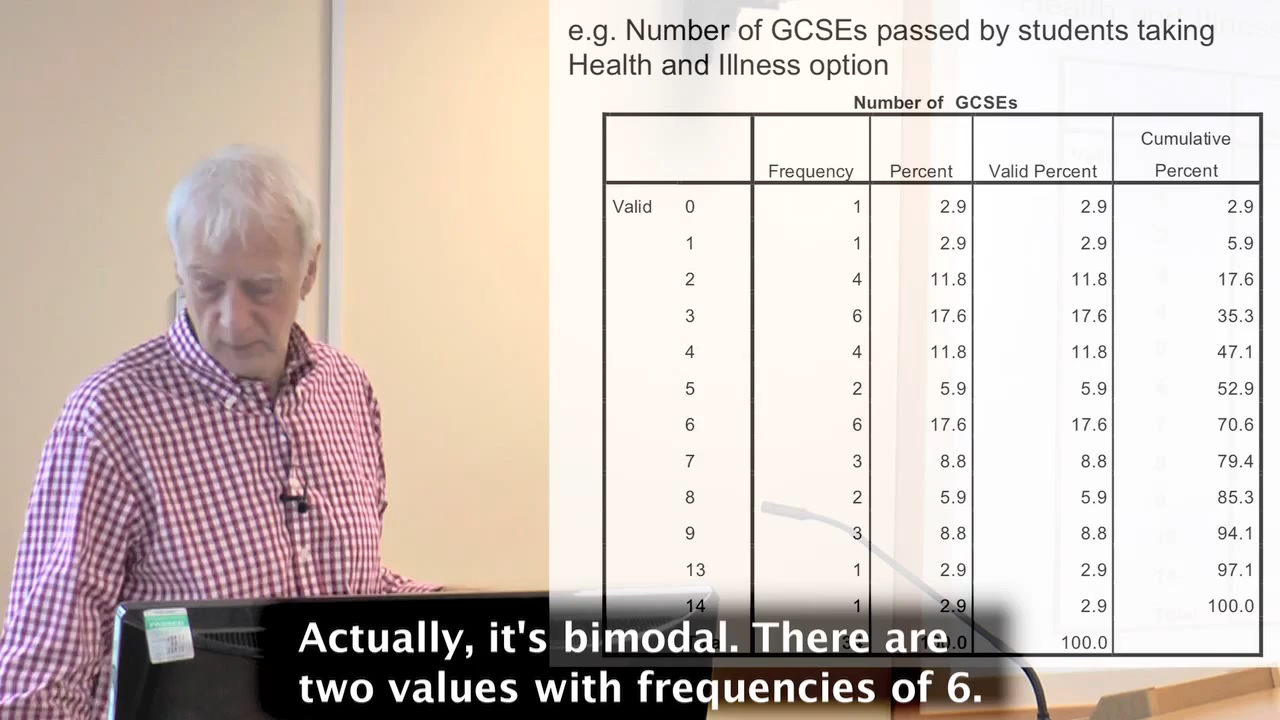 e.g. Number of GCSEs passed by students taking
Health and Illness option
Number of GCSEs
Frequency Percent Valid Percent Cumulative Percent
Valid 0 1 2.9 2.9 2.9
1 1 2.9 2.9 5.9
2 4 11.8 11.8 17.6
3 6 17.6 17.6 35.3
4 4 11.8 11.8 47.1
5 2 5.9 5.9 52.9
6 6 17.6 17.6 70.6
7 3 8.8 8.8 79.4
8 2 5.9 5.9 85.3
9 3 8.8 8.8 94.1
13 1 2.9 2.9 97.1
14 1 2.9 2.9 100.0
100.0
Actually, it's bimodal. There are
two values with frequencies of 6.
PASSED